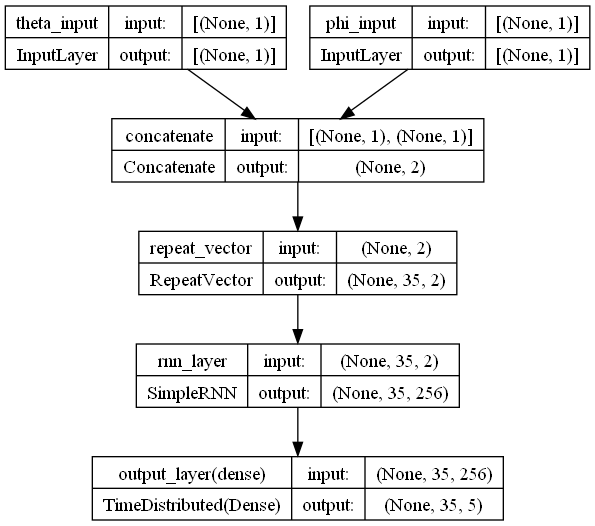 theta_input input: [(None, 1)]
InputLayer output: [(None, 1)]
phi_input input: [(None, 1)]
InputLayer output: [(None, 1)]
concatenate input: [(None, 1), (None, 1)]
Concatenate output: (None, 2)
repeat_vector input: (None, 2)
RepeatVector output: (None, 35, 2)
rnn_layer input: (None, 35, 2)
SimpleRNN output: (None, 35, 256)
output_layer(dense) input: (None, 35, 256)
TimeDistributed(Dense) output: (None, 35, 5)